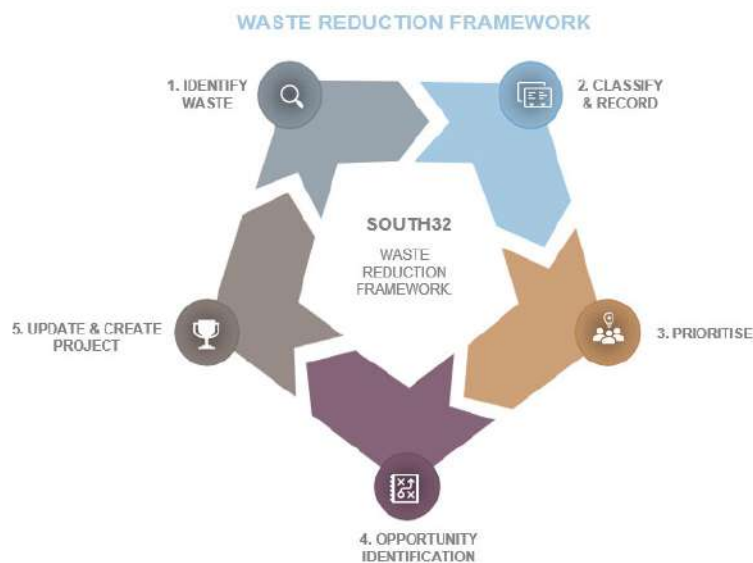 WASTE REDUCTION FRAMEWORK
1. IDENTIFY
WASTE
2. CLASSIFY
& RECORD
SOUTH32
WASTE
REDUCTION
FRAMEWORK.
3. PRIORITISE
4. OPPORTUNITY
IDENTIFICATION
5. UPDATE & CREATE
PROJECT